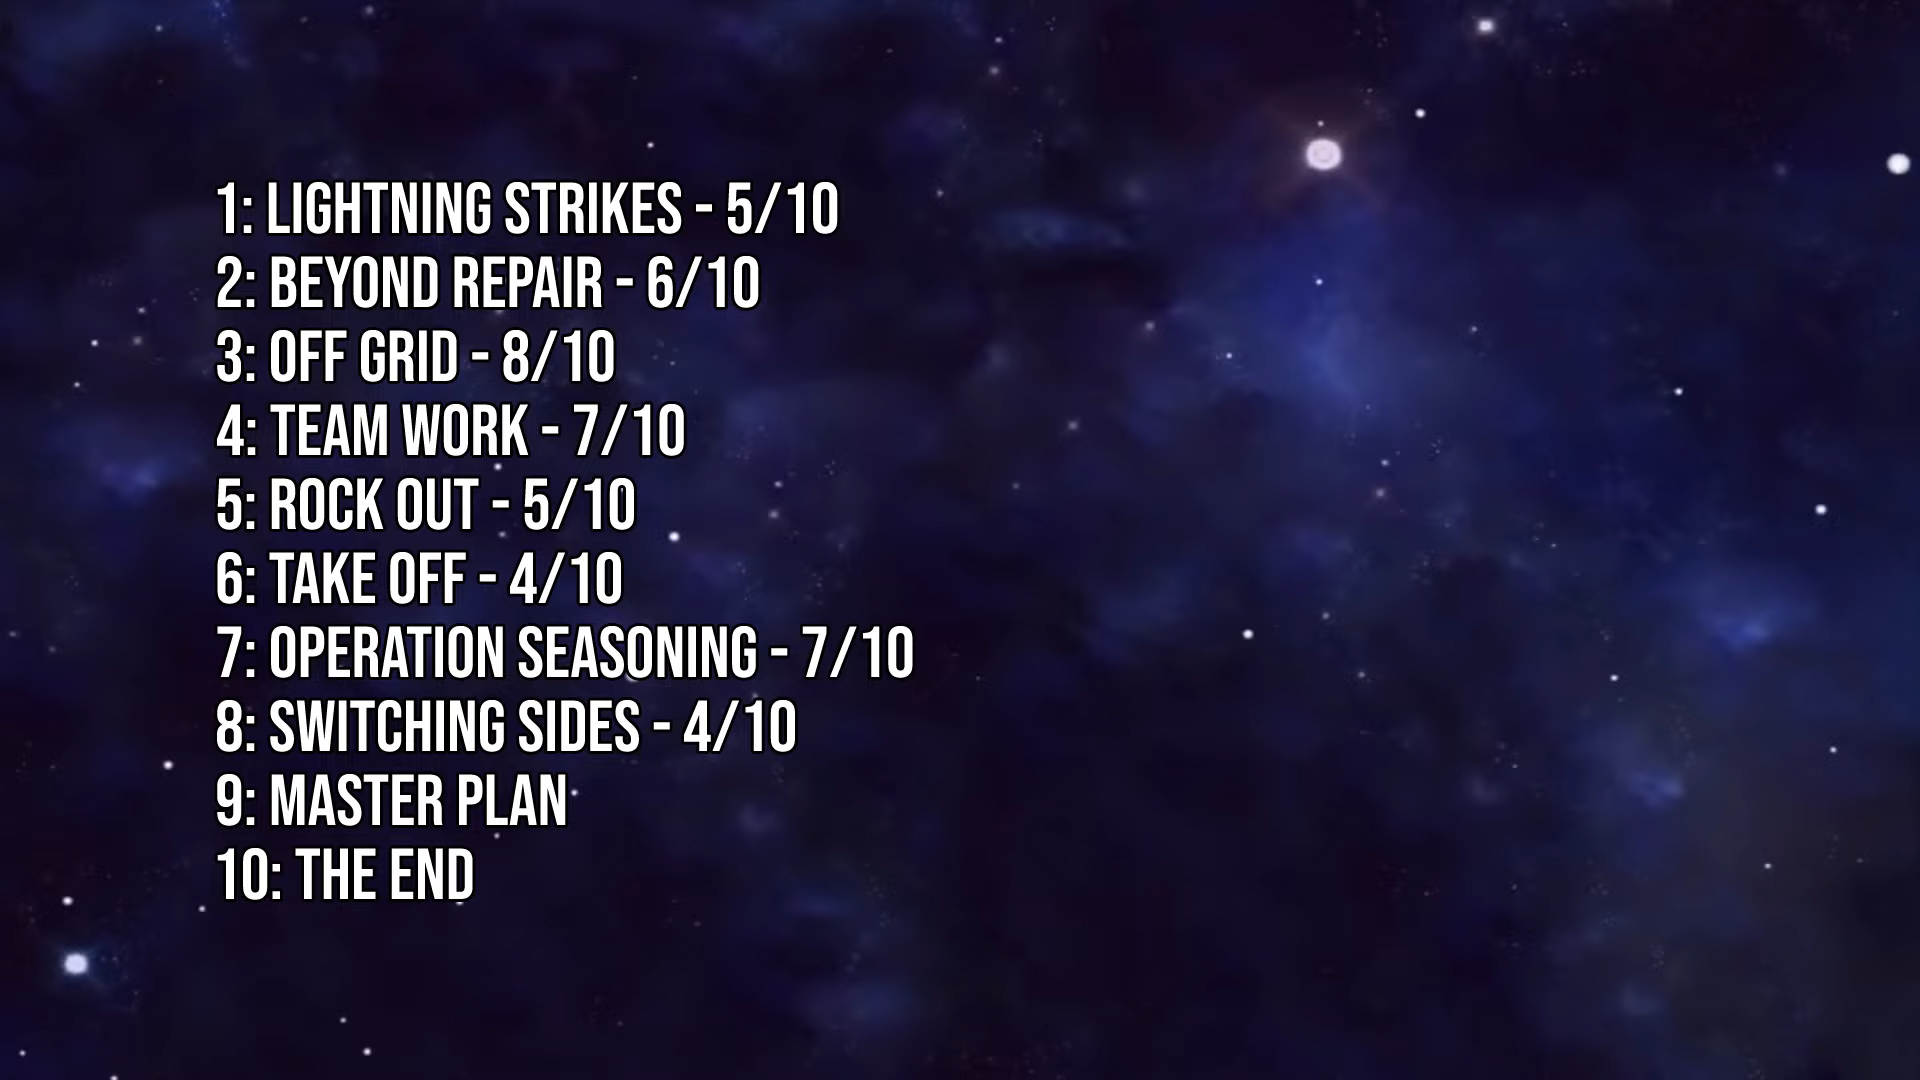 1: LIGHTNING STRIKES - 5/10
2: BEYOND REPAIR - 6/10
3: OFF GRID - 8/10
4: TEAM WORK - 7/10
5: ROCK OUT - 5/10
6: TAKE OFF - 4/10
7: OPERATION SEASONING - 7/10
8: SWITCHING SIDES - 4/10
9: MASTER PLAN
10: THE END